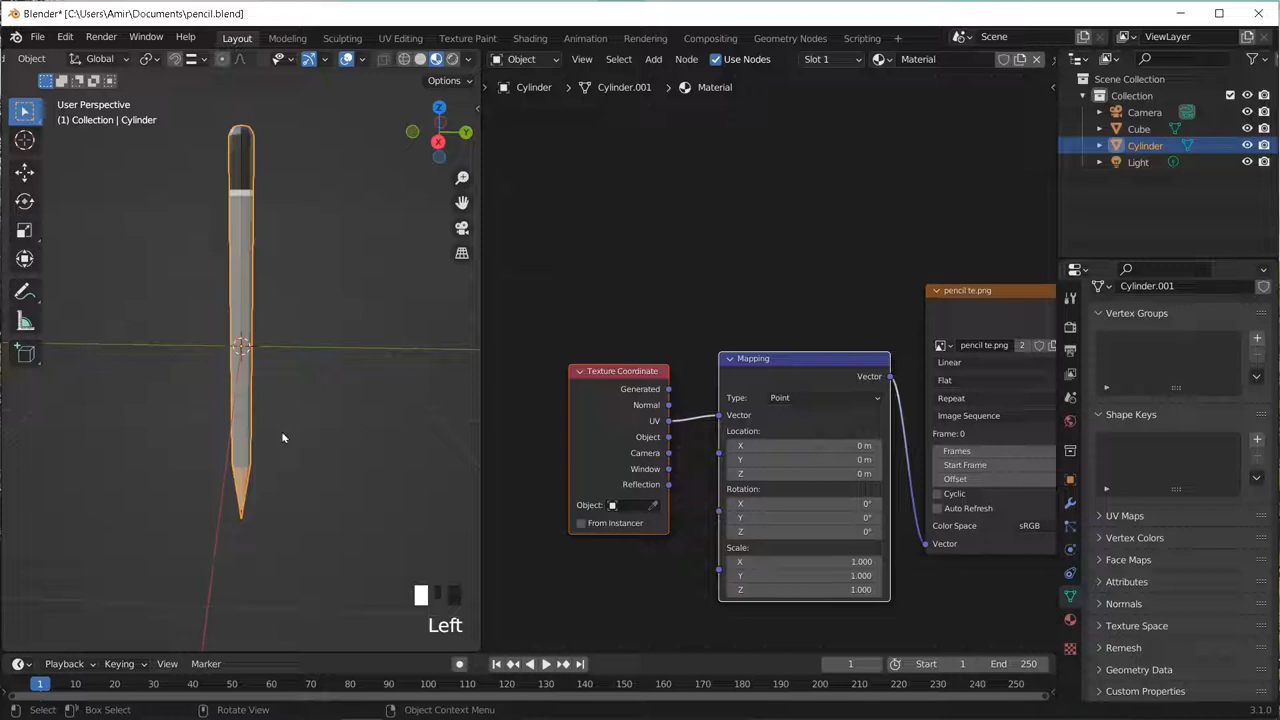 Blender* [C:\Users\Amir\Documents\pencil.blend]
File Edit Render Window Help Layout Modeling Sculpting UV Editing Texture Paint Shading Animation Rendering Compositing Geometry Nodes Scripting Scene ViewLayer
Object Global Object View Select Add Node Use Nodes Slot 1 Material
Options
Cylinder Cylinder.001 Material
User Perspective
(1) Collection | Cylinder
Z
Y
X
Scene Collection
Collection
Camera
Cube
Cylinder
Light
Cylinder.001
Vertex Groups
Shape Keys
UV Maps
Vertex Colors
Face Maps
Attributes
Normals
Texture Space
Remesh
Geometry Data
Custom Properties
Texture Coordinate
Generated
Normal
UV
Object
Camera
Window
Reflection
Object:
From Instancer
Mapping
Vector
Type: Point
Vector
Location:
X 0 m
Y 0 m
Z 0 m
Rotation:
X 0°
Y 0°
Z 0°
Scale:
X 1.000
Y 1.000
Z 1.000
pencil te.png
pencil te.png 2
Linear
Flat
Repeat
Image Sequence
Frame: 0
Frames
Start Frame
Offset
Cyclic
Auto Refresh
Color Space sRGB
Vector
Left
Playback Keying View Marker 1 Start 1 End 250
1 10 20 30 40 50 60 70 80 90 100 110 120 130 140 150 160 170 180 190 200 210 220 230 240 250
Select Box Select Rotate View Object Context Menu 3.1.0